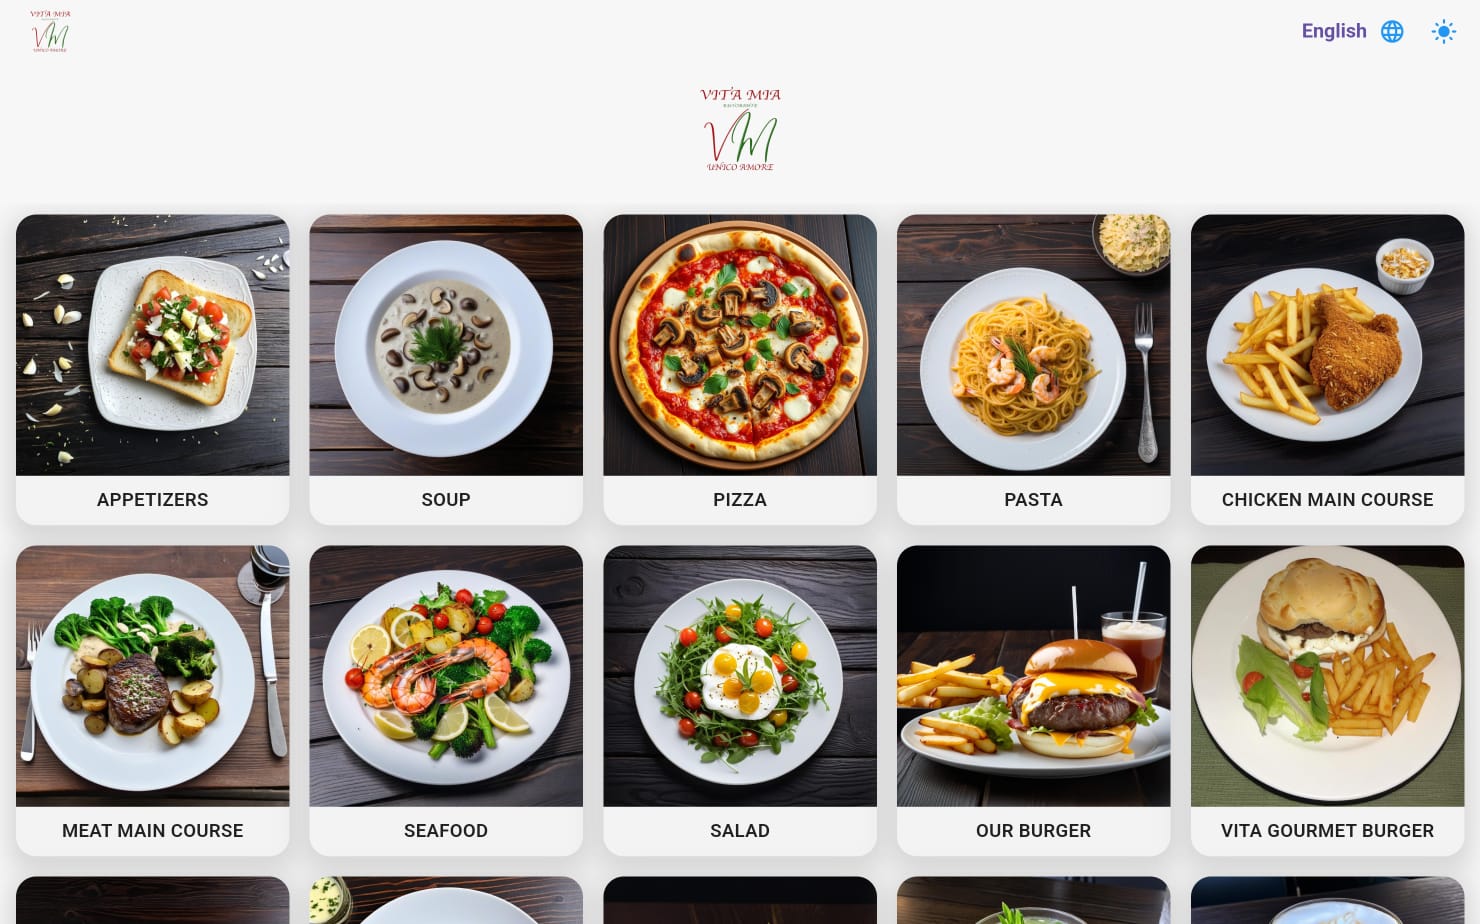 VITA MIA
VM
UNICO AMORE
English
VITA MIA
RISTORANTE
VM
UNICO AMORE
APPETIZERS
SOUP
PIZZA
PASTA
CHICKEN MAIN COURSE
MEAT MAIN COURSE
SEAFOOD
SALAD
OUR BURGER
VITA GOURMET BURGER